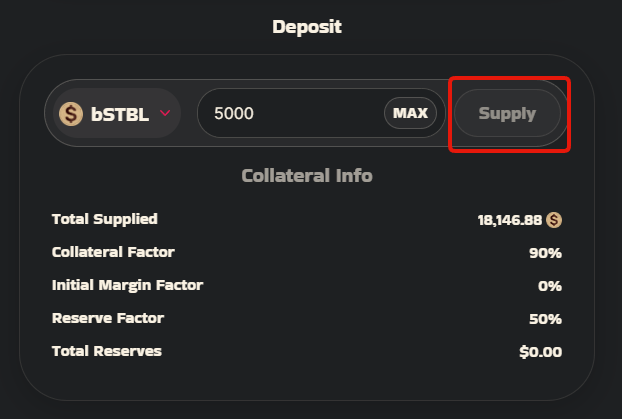 Deposit
$ bSTBL 5000 MAX Supply
Collateral Info
Total Supplied 18,146.88 $
Collateral Factor 90%
Initial Margin Factor 0%
Reserve Factor 50%
Total Reserves $0.00